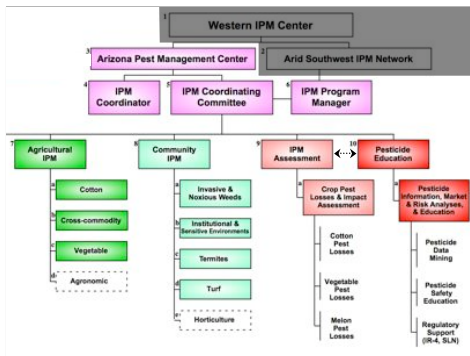 1
Western IPM Center
3
Arizona Pest Management Center
2
Arid Southwest IPM Network
4
IPM
Coordinator
5
IPM Coordinating
Committee
6
IPM Program
Manager
7
Agricultural
IPM
8
Community
IPM
9
IPM
Assessment
10
Pesticide
Education
a
Cotton
b
Cross-commodity
c
Vegetable
d
Agronomic
a
Invasive &
Noxious Weeds
b
Institutional &
Sensitive Environments
c
Termites
d
Turf
e
Horticulture
a
Crop Pest
Losses & Impact
Assessment
Cotton
Pest
Losses
Vegetable
Pest
Losses
Melon
Pest
Losses
a
Pesticide
Information, Market
& Risk Analyses,
& Education
Pesticide
Data
Mining
Pesticide
Safety
Education
Regulatory
Support
(IR-4, SLN)